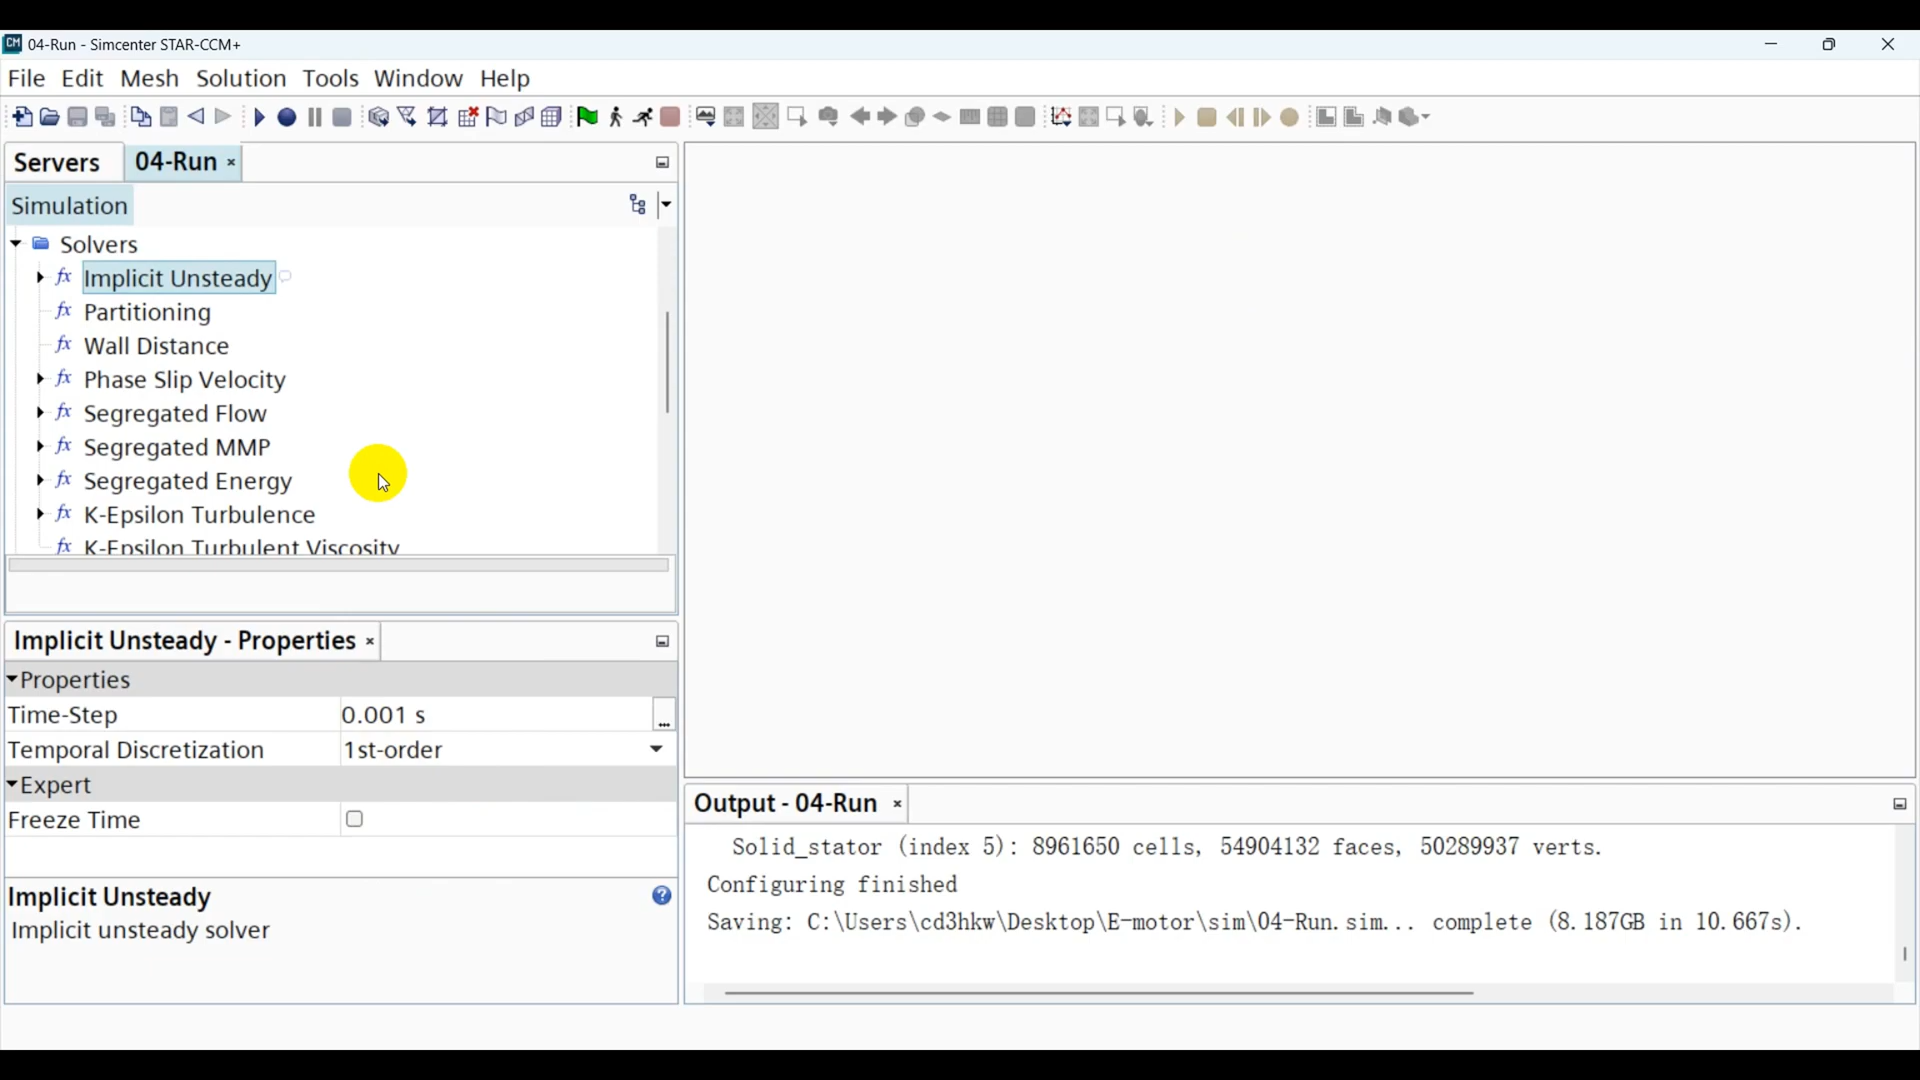 04-Run - Simcenter STAR-CCM+
File Edit Mesh Solution Tools Window Help
Servers 04-Run ×
Simulation
Solvers
Implicit Unsteady
Partitioning
Wall Distance
Phase Slip Velocity
Segregated Flow
Segregated MMP
Segregated Energy
K-Epsilon Turbulence
K-Epsilon Turbulent Viscosity
Implicit Unsteady - Properties ×
Properties
Time-Step 0.001 s ...
Temporal Discretization 1st-order
Expert
Freeze Time
Implicit Unsteady
Implicit unsteady solver
Output - 04-Run ×
Solid_stator (index 5): 8961650 cells, 54904132 faces, 50289937 verts.
Configuring finished
Saving: C:\Users\cd3hkw\Desktop\E-motor\sim\04-Run.sim... complete (8.187GB in 10.667s).